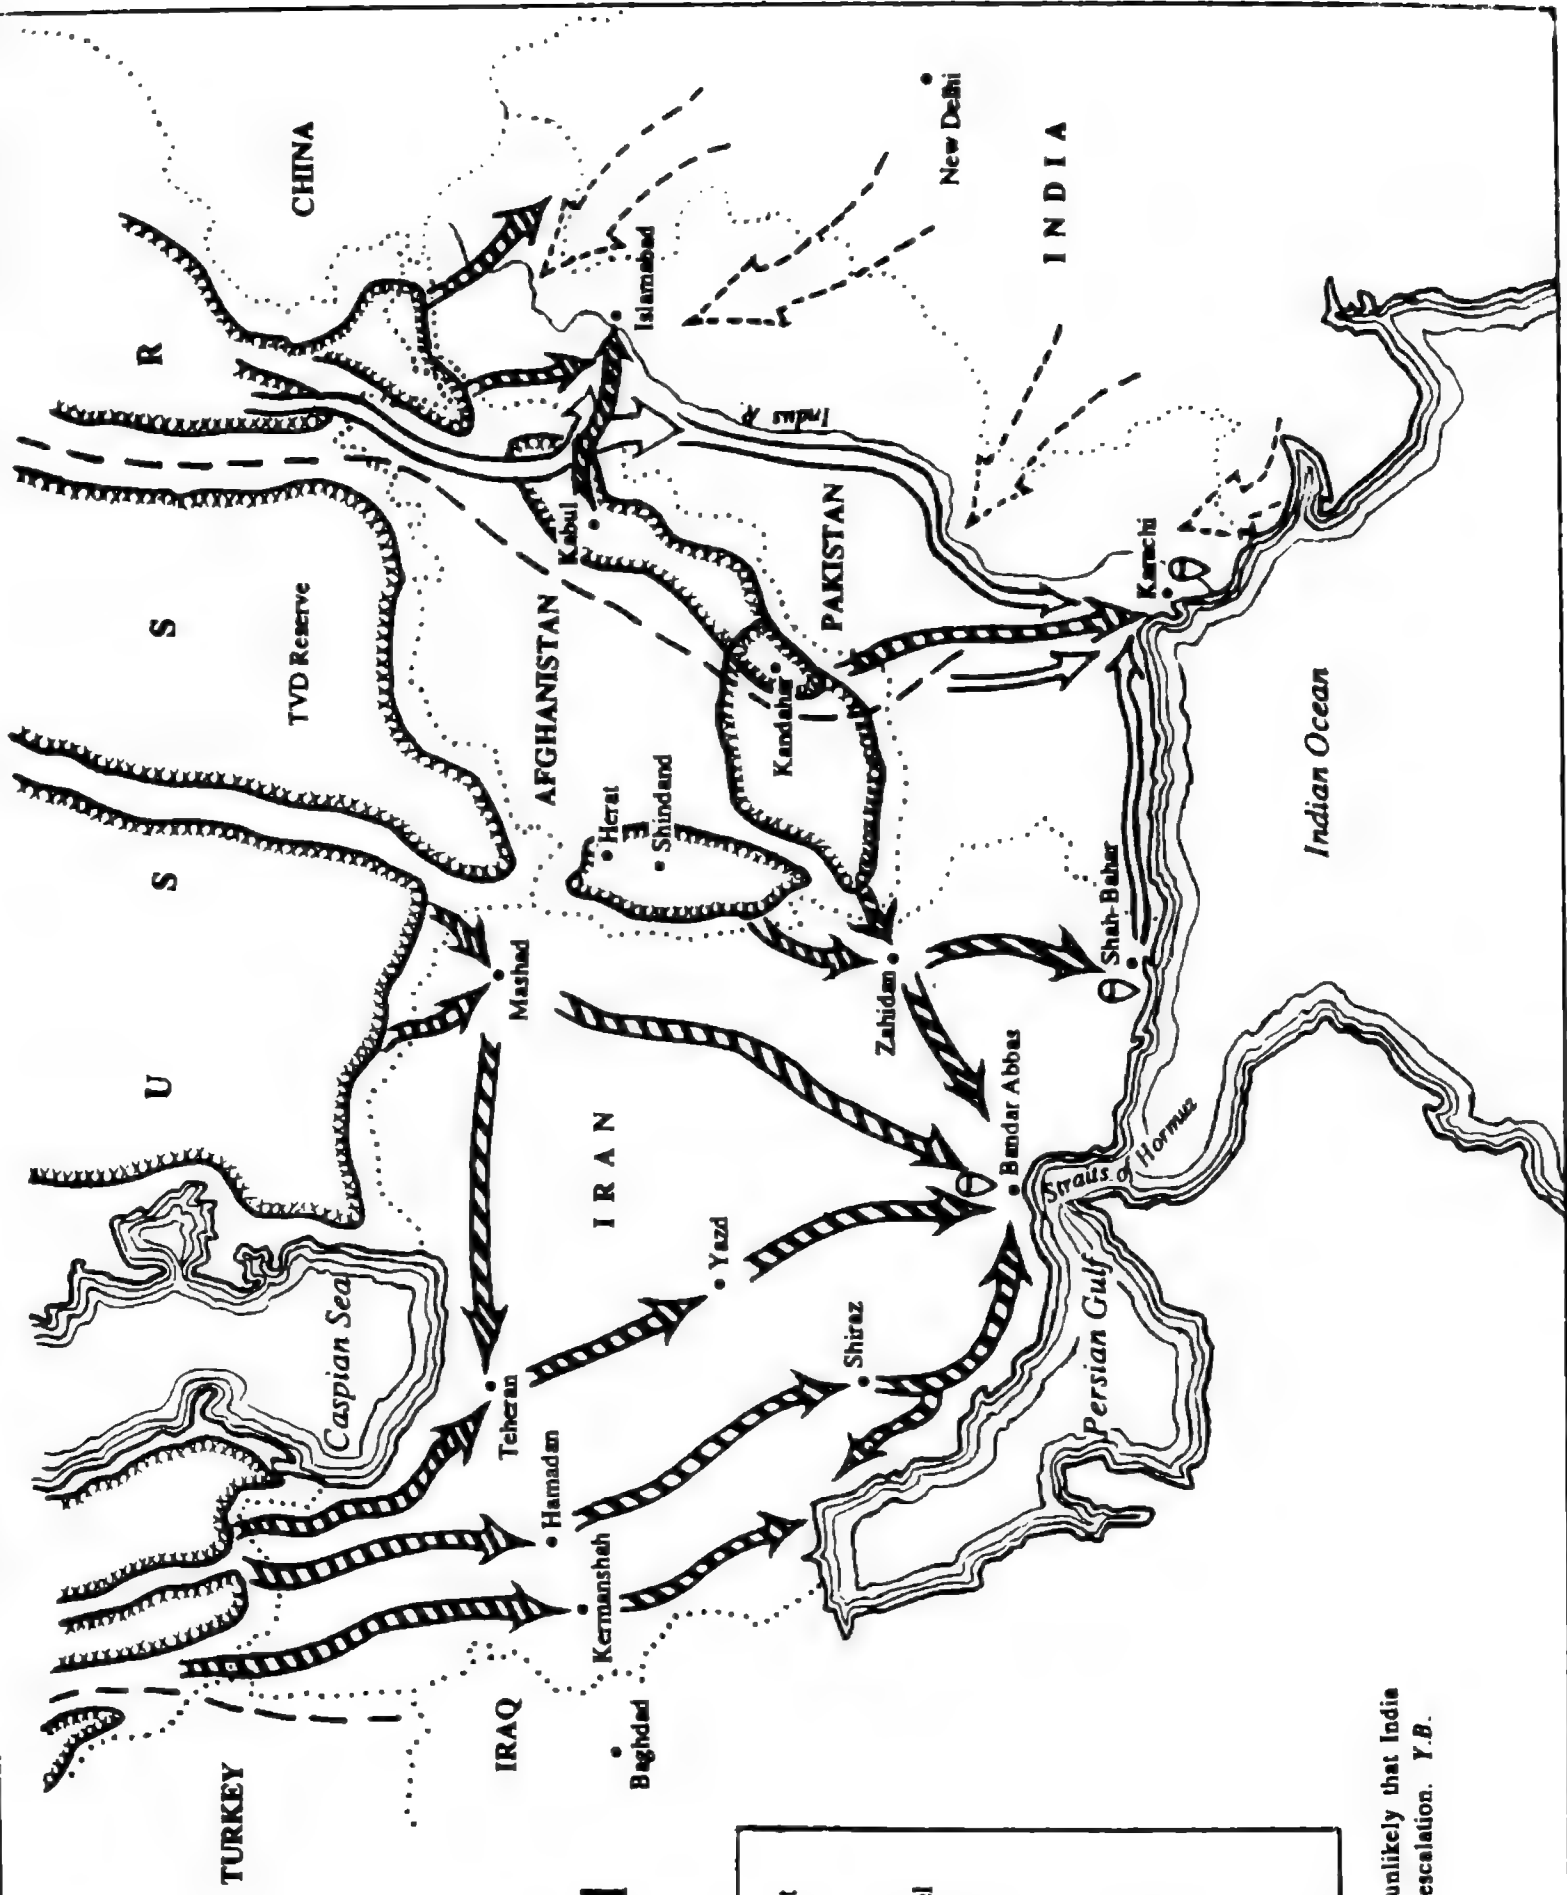 U S S R
CHINA
TVD Reserve
TURKEY
Caspian Sea
Mashad
AFGHANISTAN
Herat
Shindand
Kabul
Islamabad
New Delhi
INDIA
IRAQ
Baghdad
Kermanshah
Hamadan
Teheran
IRAN
Yazd
Shiraz
Zahidan
Kandahar
PAKISTAN
Indus R.
Karachi
Shah-Bahar
Bandar Abbas
Straits of Hormuz
Persian Gulf
Indian Ocean
unlikely that India
escalation. Y.B.